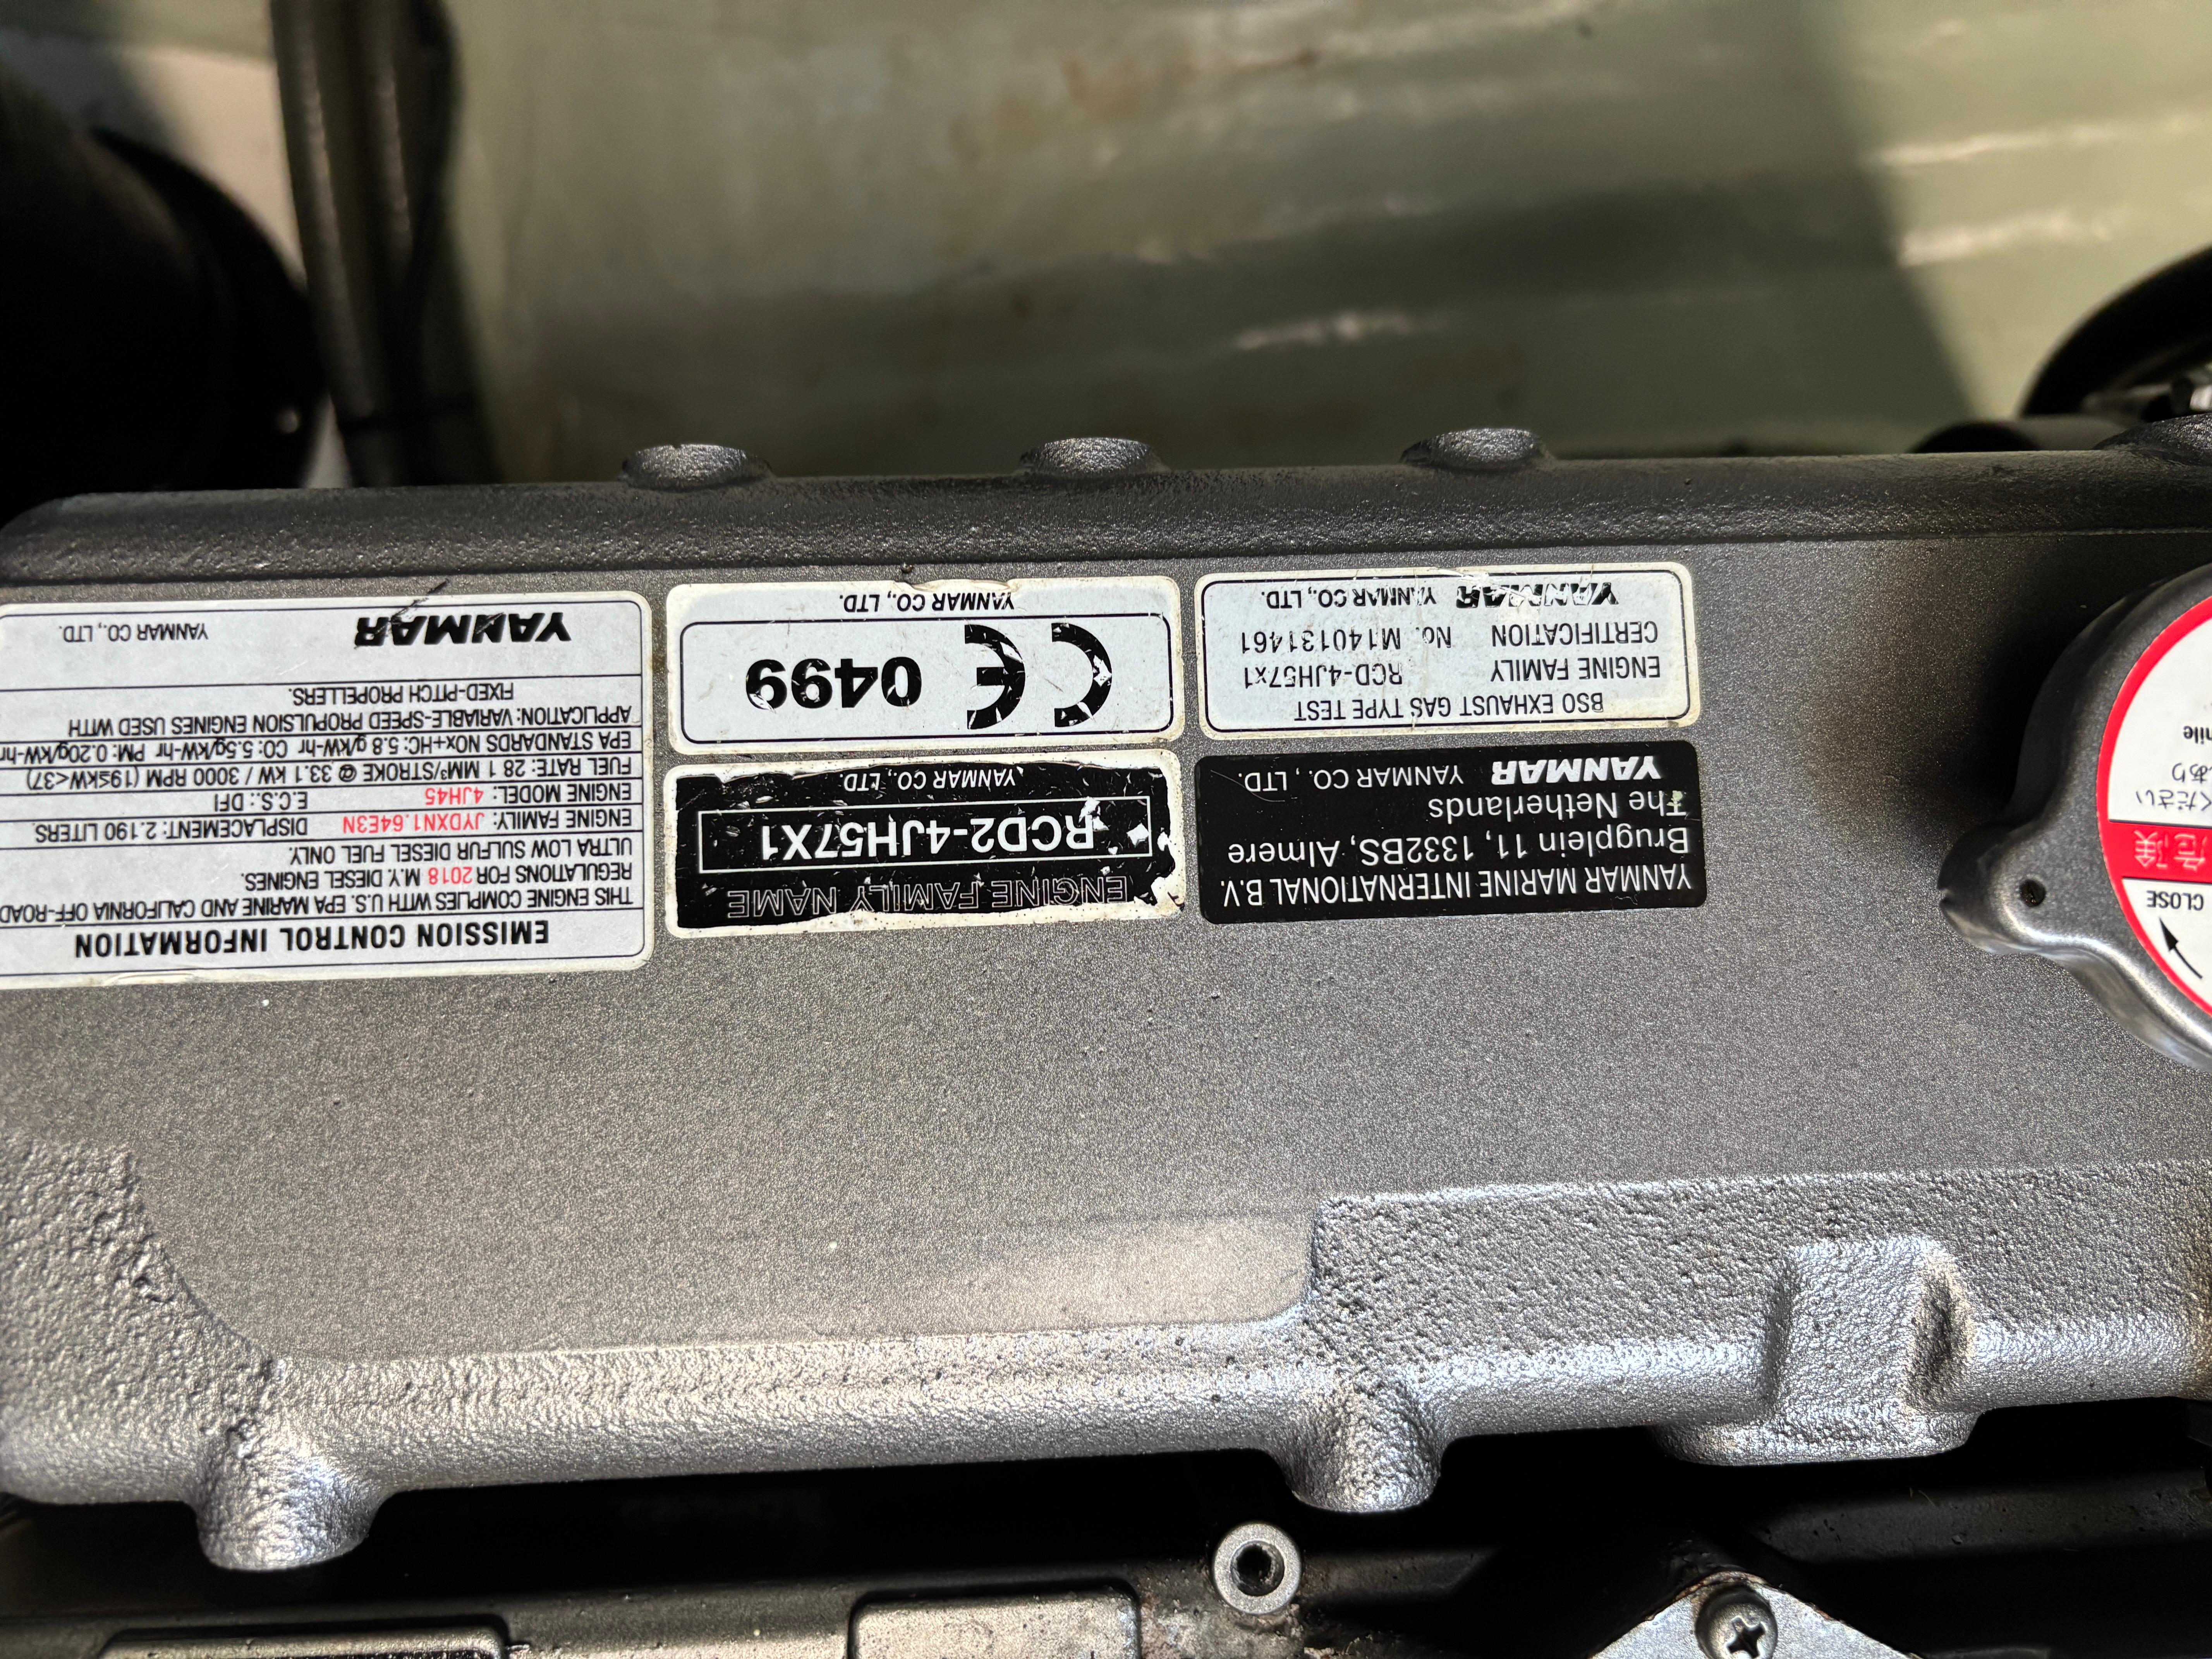 EMISSION CONTROL INFORMATION
THIS ENGINE COMPLIES WITH U.S. EPA MARINE AND CALIFORNIA OFF-ROAD
REGULATIONS FOR 2018 M.Y. DIESEL ENGINES.
ULTRA LOW SULFUR DIESEL FUEL ONLY.
ENGINE FAMILY: JYDXN1.64E3N DISPLACEMENT: 2.190 LITERS
ENGINE MODEL: 4JH45 E.C.S.: DFI
FUEL RATE: 28.1 MM³/STROKE @ 33.1 kW / 3000 RPM (19≤kW<37)
EPA STANDARDS NOx+HC: 5.8 g/kW-hr CO: 5.5g/kW-hr PM: 0.20g/kW-hr
APPLICATION: VARIABLE-SPEED PROPULSION ENGINES USED WITH
FIXED-PITCH PROPELLERS.
YANMAR YANMAR CO., LTD.
ENGINE FAMILY NAME
RCD2-4JH57X1
YANMAR CO., LTD
CE 0499
YANMAR CO., LTD.
YANMAR MARINE INTERNATIONAL B.V.
Brugplein 11, 1332BS, Almere
The Netherlands
YANMAR YANMAR CO., LTD.
BSO EXHAUST GAS TYPE TEST
ENGINE FAMILY RCD-4JH57x1
CERTIFICATION No. M140131461
YANMAR YANMAR CO., LTD.
CLOSE
危険
ください